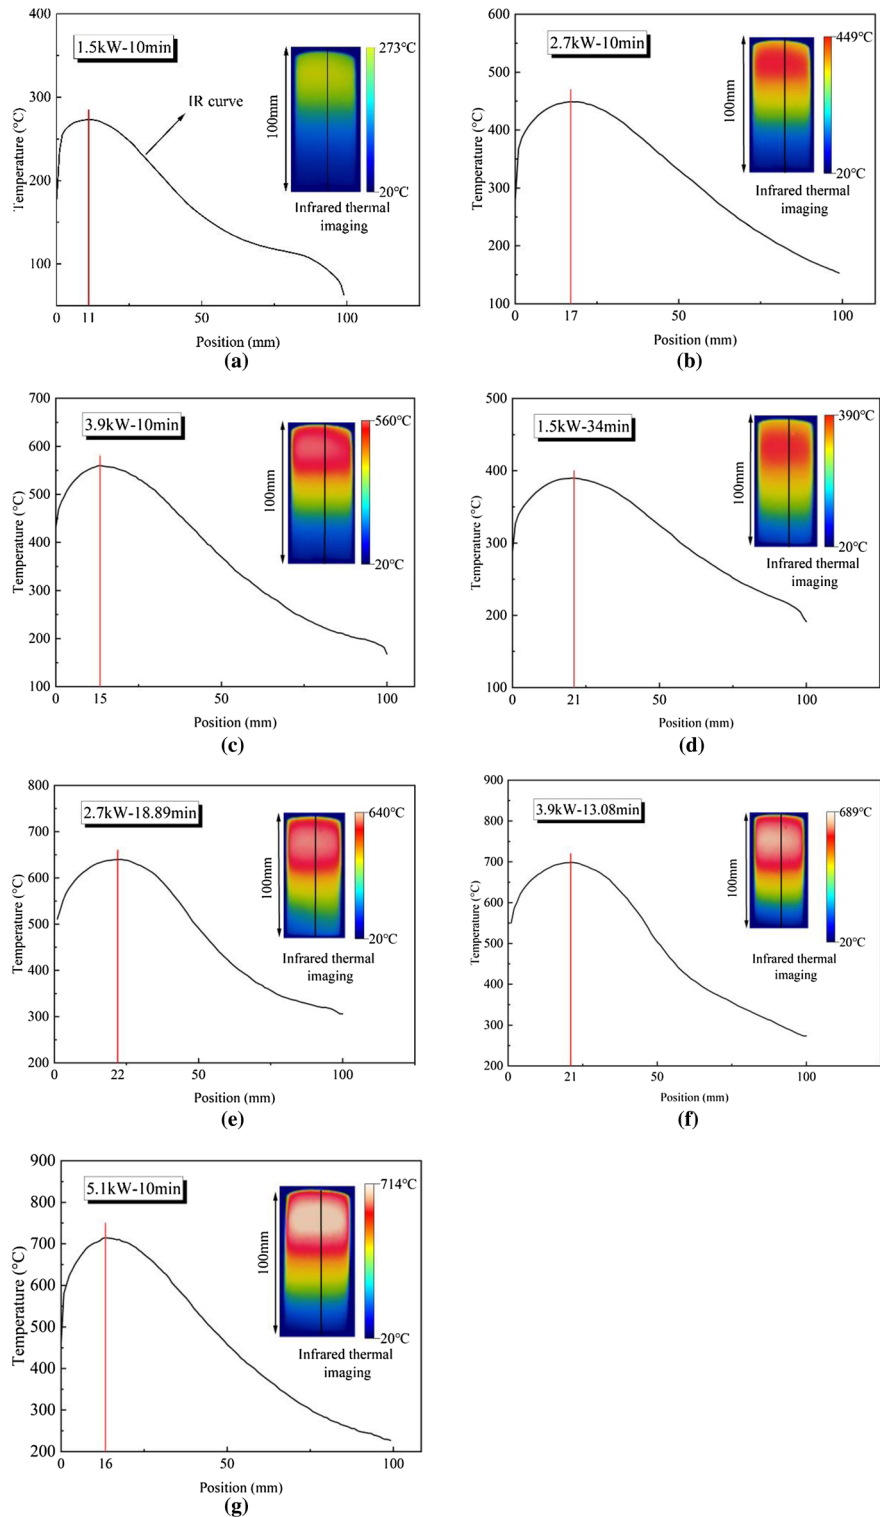 1.5kW-10min
400
300
200
100
Temperature (°C)
0
11
50
100
Position (mm)
IR curve
100mm
273℃
20℃
Infrared thermal
imaging
(a)
2.7kW-10min
600
500
400
300
200
100
Temperature (°C)
0
17
50
100
Position (mm)
100mm
449℃
20℃
Infrared thermal
imaging
(b)
3.9kW-10min
700
600
500
400
300
200
100
Temperature (°C)
0
15
50
100
Position (mm)
100mm
560℃
20℃
Infrared thermal
imaging
(c)
1.5kW-34min
500
400
300
200
100
Temperature (°C)
0
21
50
100
Position (mm)
100mm
390℃
20℃
Infrared thermal
imaging
(d)
2.7kW-18.89min
800
700
600
500
400
300
200
Temperature (°C)
0
22
50
100
Position (mm)
100mm
640℃
20℃
Infrared thermal
imaging
(e)
3.9kW-13.08min
900
800
700
600
500
400
300
200
Temperature (°C)
0
21
50
100
Position (mm)
100mm
689℃
20℃
Infrared thermal
imaging
(f)
5.1kW-10min
900
800
700
600
500
400
300
200
Temperature (°C)
0
16
50
100
Position (mm)
100mm
714℃
20℃
Infrared thermal
imaging
(g)